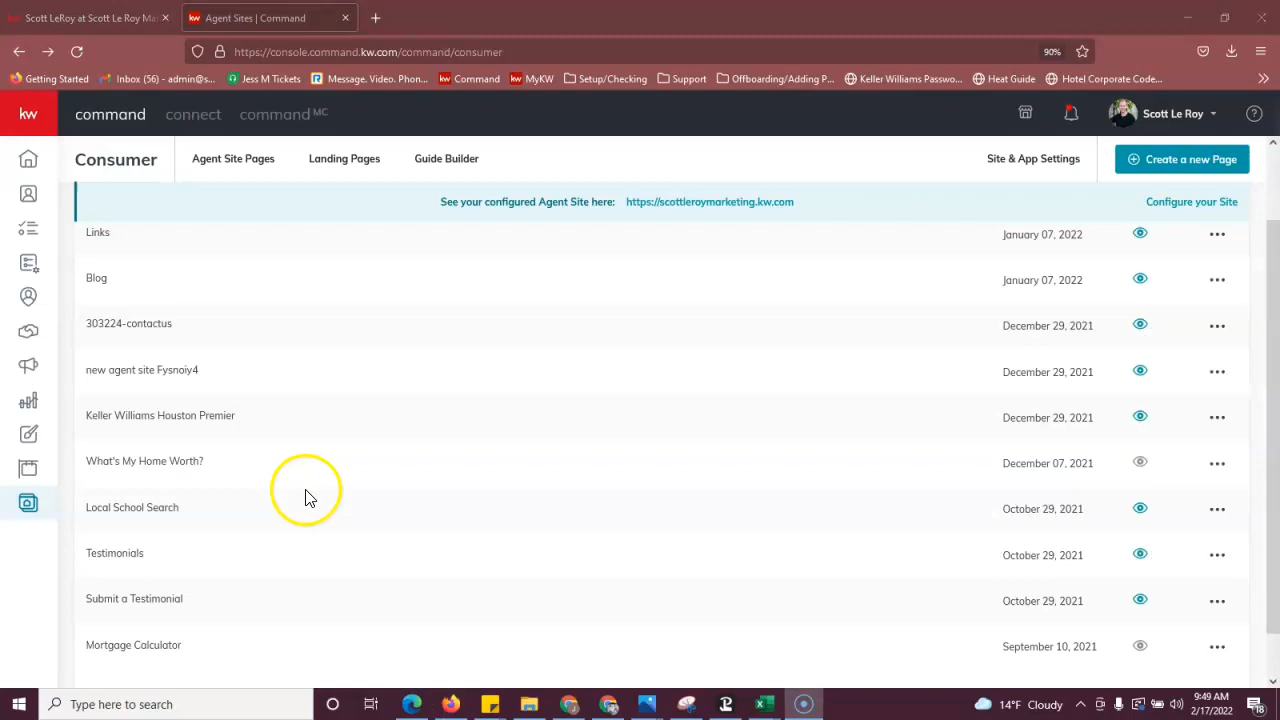 Scott LeRoy at Scott Le Roy Ma
Agent Sites | Command
https://console.command.kw.com/command/consumer
90%
Getting Started
Inbox (56) - admin@s...
Jess M Tickets
Message. Video. Phon...
Command
MyKW
Setup/Checking
Support
Offboarding/Adding P...
Keller Williams Passwo...
Heat Guide
Hotel Corporate Code...
kw
command
connect
command MC
Scott Le Roy
Consumer
Agent Site Pages
Landing Pages
Guide Builder
Site & App Settings
Create a new Page
See your configured Agent Site here: https://scottleroymarketing.kw.com
Configure your Site
Links January 07, 2022
Blog January 07, 2022
303224-contactus December 29, 2021
new agent site Fysnoiy4 December 29, 2021
Keller Williams Houston Premier December 29, 2021
What's My Home Worth? December 07, 2021
Local School Search October 29, 2021
Testimonials October 29, 2021
Submit a Testimonial October 29, 2021
Mortgage Calculator September 10, 2021
Type here to search
14°F Cloudy
9:49 AM
2/17/2022
18